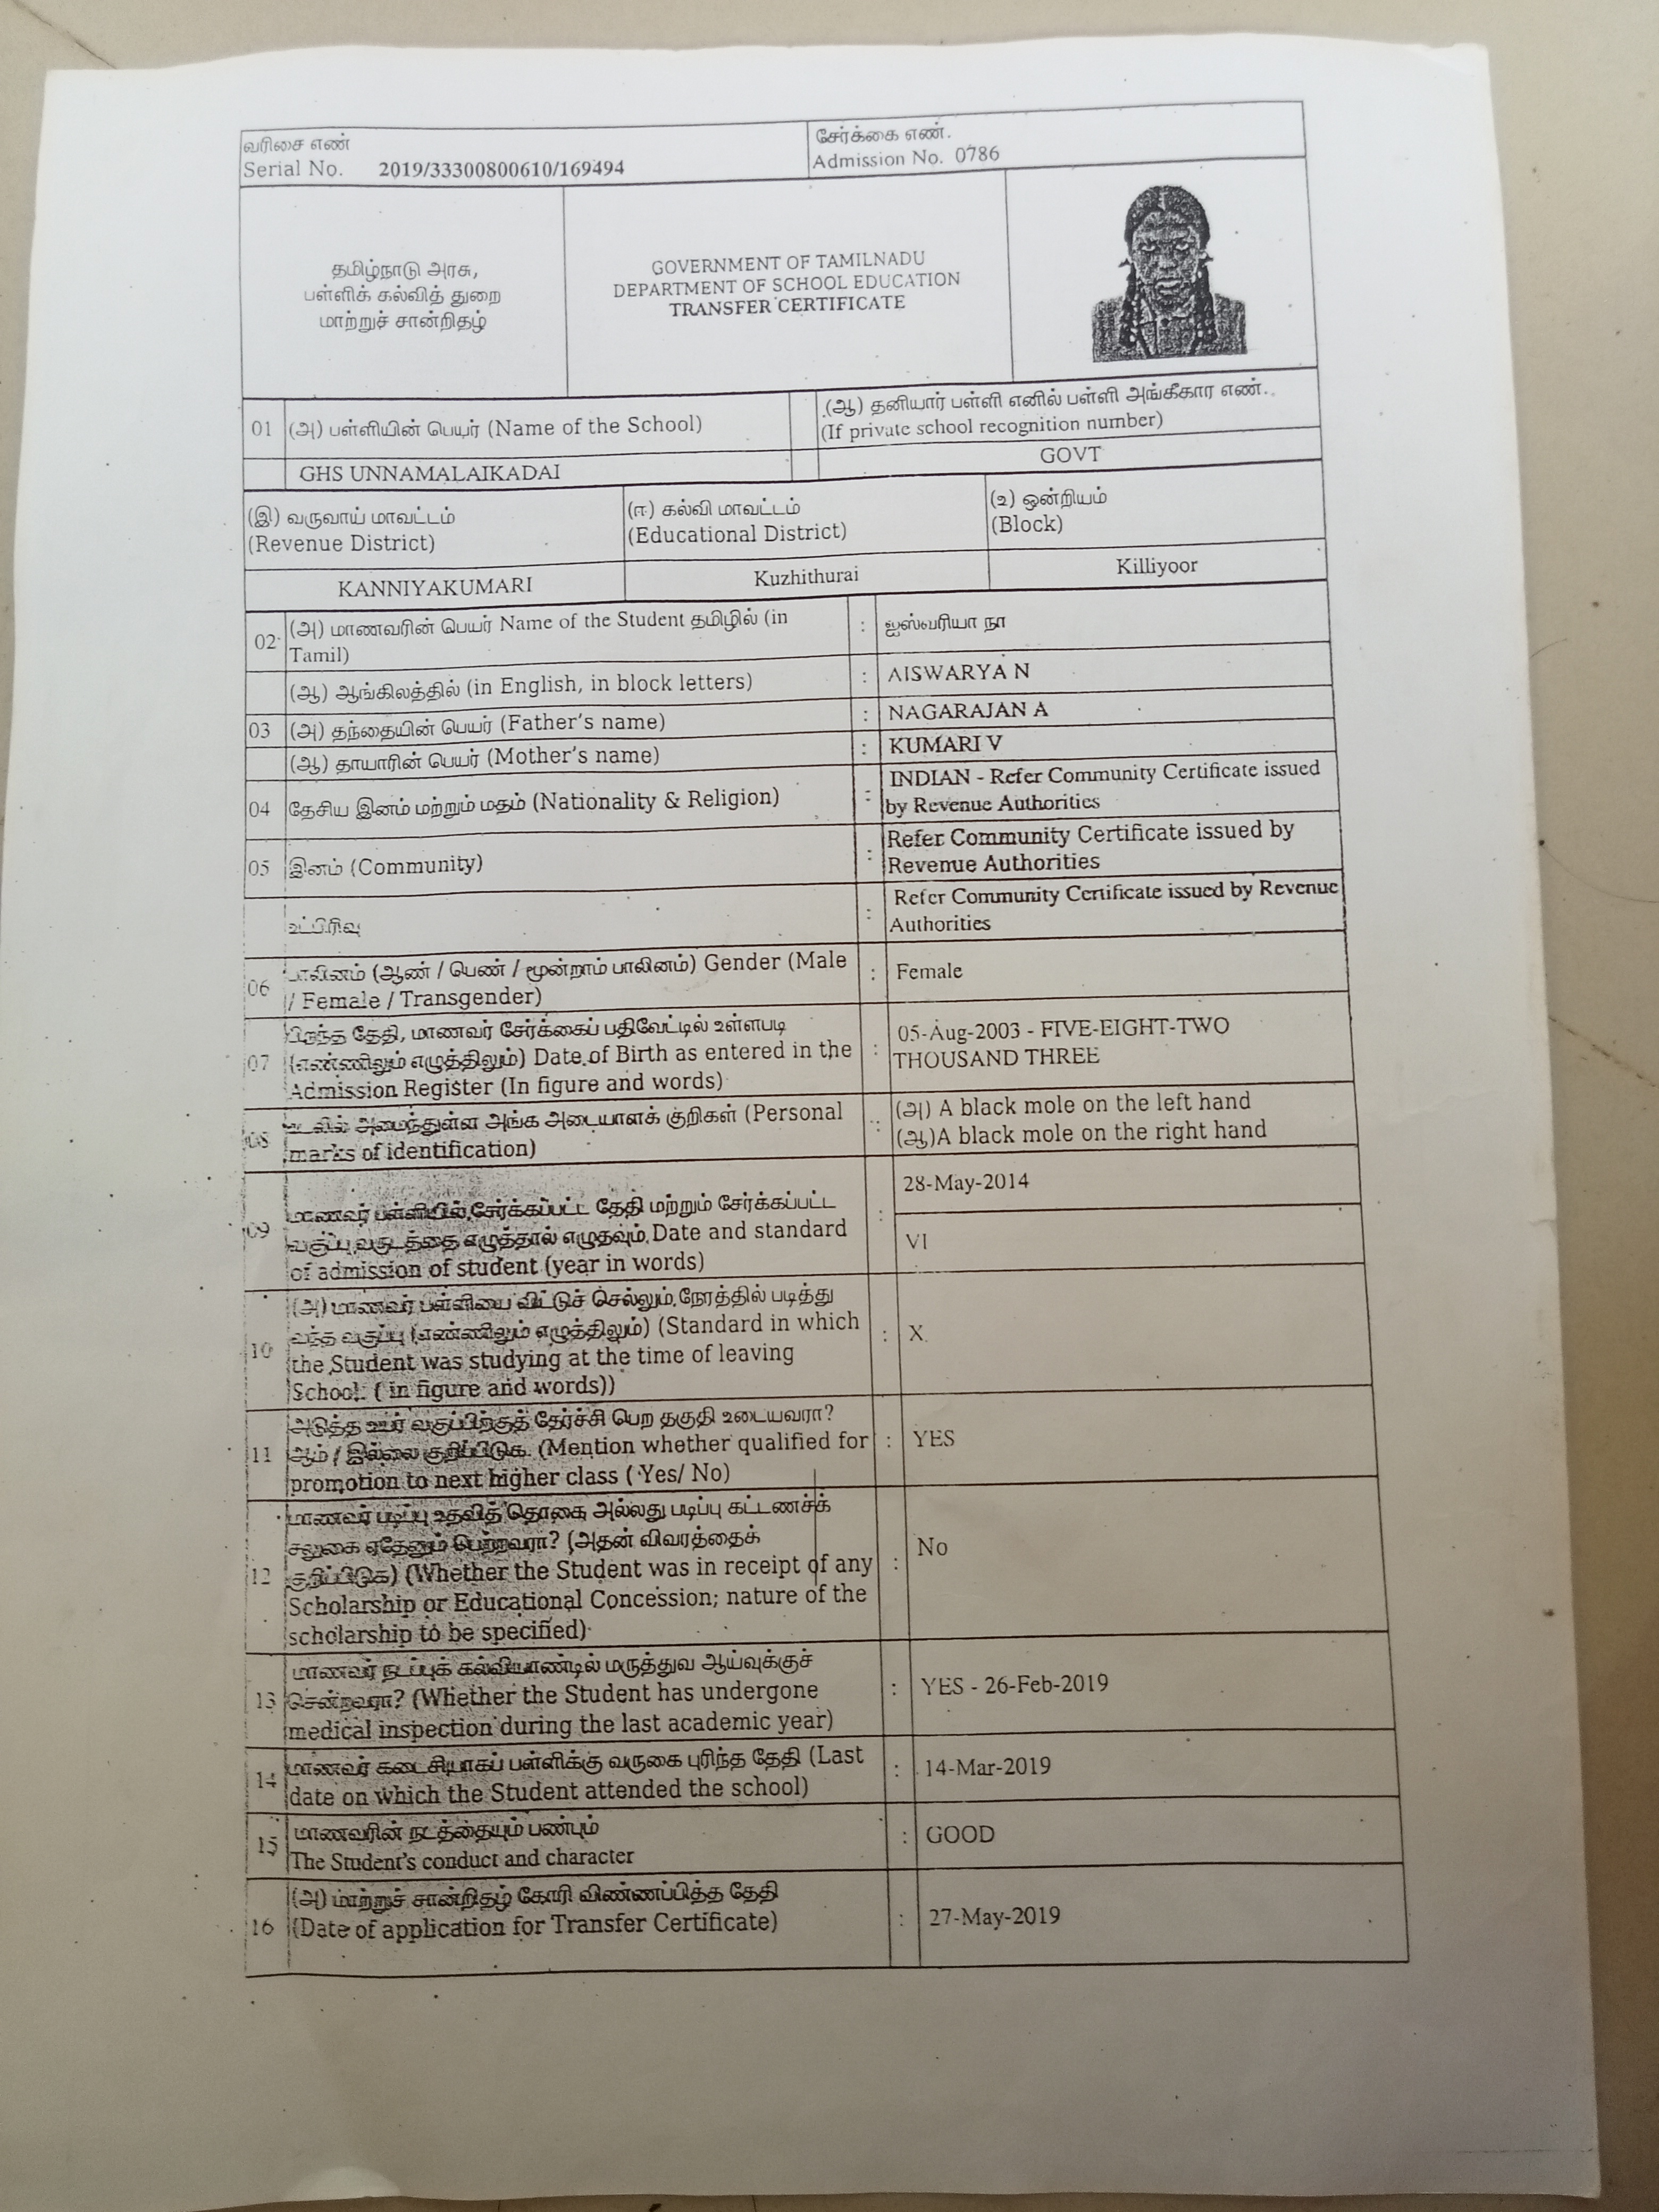 வரிசை எண்
Serial No. 2019/33300800610/169494
சேர்க்கை எண்.
Admission No. 0786
தமிழ்நாடு அரசு,
பள்ளிக் கல்வித் துறை
மாற்றுச் சான்றிதழ்
GOVERNMENT OF TAMILNADU
DEPARTMENT OF SCHOOL EDUCATION
TRANSFER CERTIFICATE
01 (அ) பள்ளியின் பெயர் (Name of the School)
(ஆ) தனியார் பள்ளி எனில் பள்ளி அங்கீகார எண்.
(If private school recognition number)
GHS UNNAMALAIKADAI
GOVT
(இ) வருவாய் மாவட்டம்
(Revenue District)
(ஈ) கல்வி மாவட்டம்
(Educational District)
(உ) ஒன்றியம்
(Block)
KANNIYAKUMARI
Kuzhithurai
Killiyoor
02 (அ) மாணவரின் பெயர் Name of the Student தமிழில் (in
Tamil)
: ஐஸ்வரியா நா
(ஆ) ஆங்கிலத்தில் (in English, in block letters) : AISWARYA N
03 (அ) தந்தையின் பெயர் (Father's name) : NAGARAJAN A
(ஆ) தாயாரின் பெயர் (Mother's name) : KUMARI V
04 தேசிய இனம் மற்றும் மதம் (Nationality & Religion) :
INDIAN - Refer Community Certificate issued
by Revenue Authorities
05 இனம் (Community) :
Refer Community Certificate issued by
Revenue Authorities
உட்பிரிவு :
Refer Community Certificate issued by Revenue
Authorities
06 பாலினம் (ஆண் / பெண் / மூன்றாம் பாலினம்) Gender (Male
/ Female / Transgender)
: Female
07 பிறந்த தேதி, மாணவர் சேர்க்கைப் பதிவேட்டில் உள்ளபடி
(எண்ணிலும் எழுத்திலும்) Date of Birth as entered in the
Admission Register (In figure and words)
: 05-Aug-2003 - FIVE-EIGHT-TWO
THOUSAND THREE
08 உடலில் அமைந்துள்ள அங்க அடையாளக் குறிகள் (Personal
marks of identification)
: (அ) A black mole on the left hand
(ஆ)A black mole on the right hand
09 மாணவர் பள்ளியில் சேர்க்கப்பட்ட தேதி மற்றும் சேர்க்கப்பட்ட
வகுப்பு வருடத்தை எழுத்தால் எழுதவும் Date and standard
of admission of student (year in words)
: 28-May-2014
VI
10 (அ) மாணவர் பள்ளியை விட்டுச் செல்லும் நேரத்தில் படித்து
வந்த வகுப்பு (எண்ணிலும் எழுத்திலும்) (Standard in which
the Student was studying at the time of leaving
School: ( in figure and words))
: X
11 அடுத்த உயர் வகுப்பிற்குத் தேர்ச்சி பெற தகுதி உடையவரா?
ஆம் / இல்லை குறிப்பிடுக. (Mention whether qualified for
promotion to next higher class ( Yes/ No)
: YES
12 மாணவர் படிப்பு உதவித் தொகை அல்லது படிப்பு கட்டணச்க்
சலுகை ஏதேனும் பெற்றவரா? (அதன் விவரத்தைக்
குறிப்பிடுக) (Whether the Student was in receipt of any
Scholarship or Educational Concession; nature of the
scholarship to be specified)
: No
13 மாணவர் நடப்புக் கல்வியாண்டில் மருத்துவ ஆய்வுக்குச்
சென்றவரா? (Whether the Student has undergone
medical inspection during the last academic year)
: YES - 26-Feb-2019
14 மாணவர் கடைசியாகப் பள்ளிக்கு வருகை புரிந்த தேதி (Last
date on which the Student attended the school)
: 14-Mar-2019
15 மாணவரின் நடத்தையும் பண்பும்
The Student's conduct and character
: GOOD
16 (அ) மாற்றுச் சான்றிதழ் கோரி விண்ணப்பித்த தேதி
(Date of application for Transfer Certificate)
: 27-May-2019